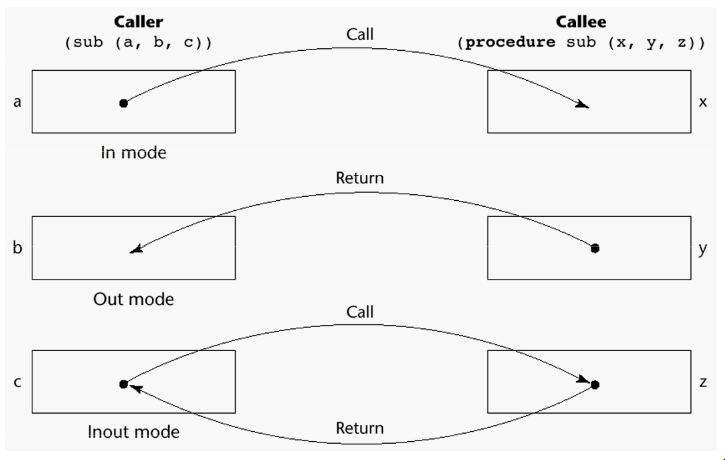 Caller
(sub (a, b, c))
Callee
(procedure sub (x, y, z))
Call
a
x
In mode
Return
b
y
Out mode
Call
c
z
Inout mode
Return